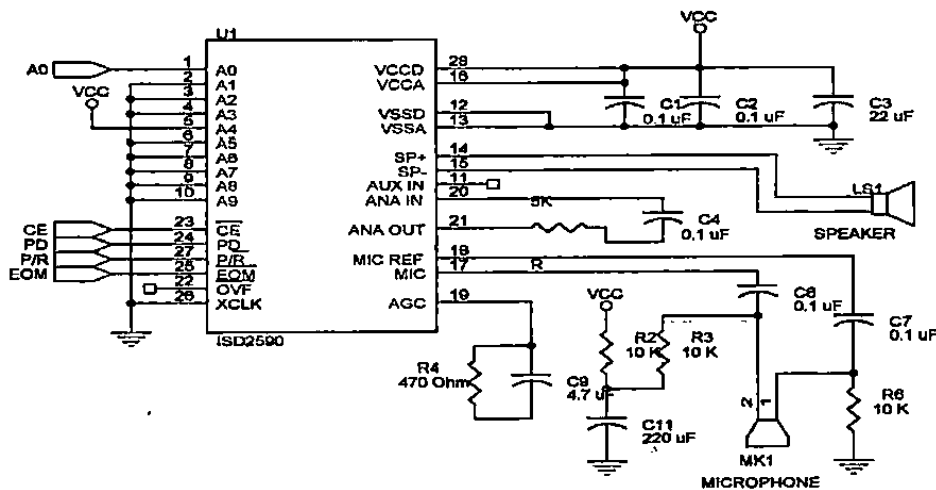 U1
VCC
A0
VCC
1 A0
2 A1
3 A2
4 A3
5 A4
6 A5
7 A6
8 A7
9 A8
10 A9
CE 23 CE
PD 24 PD
P/R 27 P/R
EOM 25 EOM
22 OVF
26 XCLK
ISD2590
VCCD 28
VCCA 16
VSSD 12
VSSA 13
SP+ 14
SP- 15
AUX IN 11
ANA IN 20
ANA OUT 21
MIC REF 18
MIC 17
AGC 19
C1
0.1 uF
C2
0.1 uF
C3
22 uF
LS1
SPEAKER
5K
C4
0.1 uF
R
VCC
C6
0.1 uF
C7
0.1 uF
R2
10 K
R3
10 K
R4
470 Ohm
C9
4.7 u
C11
220 uF
2
1
R6
10 K
MK1
MICROPHONE